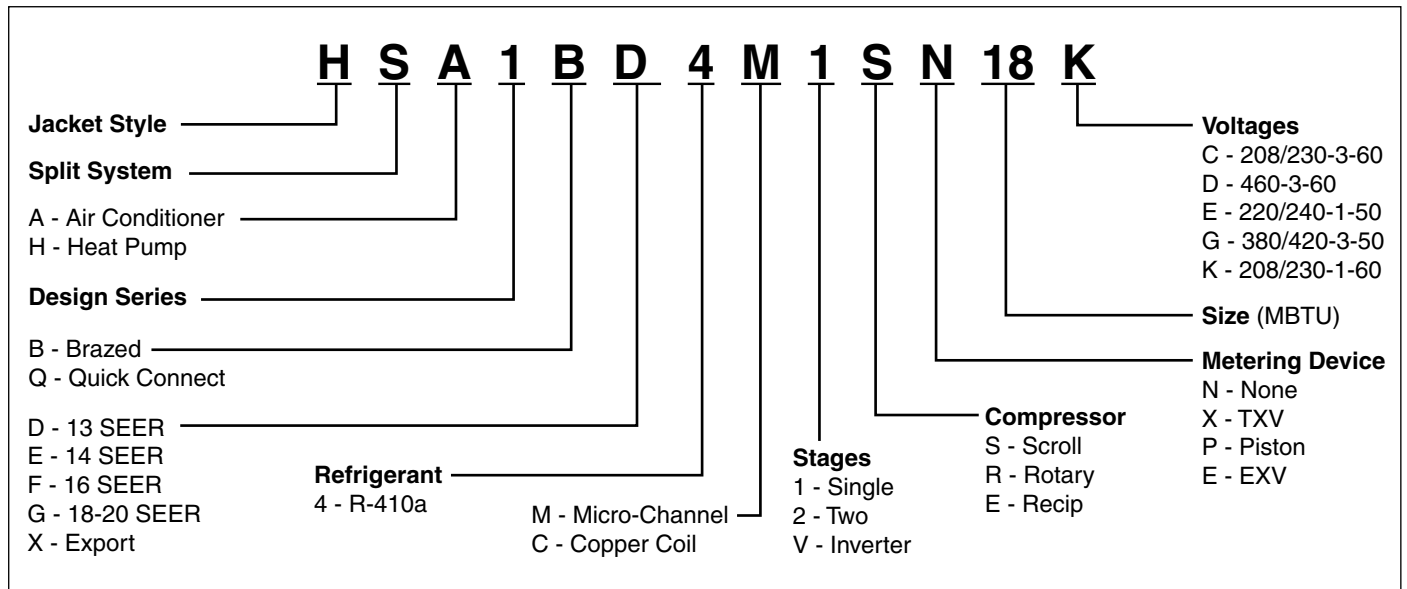 H S A 1 B D 4 M 1 S N 18 K
Jacket Style
Split System
A - Air Conditioner
H - Heat Pump
Design Series
B - Brazed
Q - Quick Connect
D - 13 SEER
E - 14 SEER
F - 16 SEER
G - 18-20 SEER
X - Export
Refrigerant
4 - R-410a
M - Micro-Channel
C - Copper Coil
Stages
1 - Single
2 - Two
V - Inverter
Compressor
S - Scroll
R - Rotary
E - Recip
Voltages
C - 208/230-3-60
D - 460-3-60
E - 220/240-1-50
G - 380/420-3-50
K - 208/230-1-60
Size (MBTU)
Metering Device
N - None
X - TXV
P - Piston
E - EXV